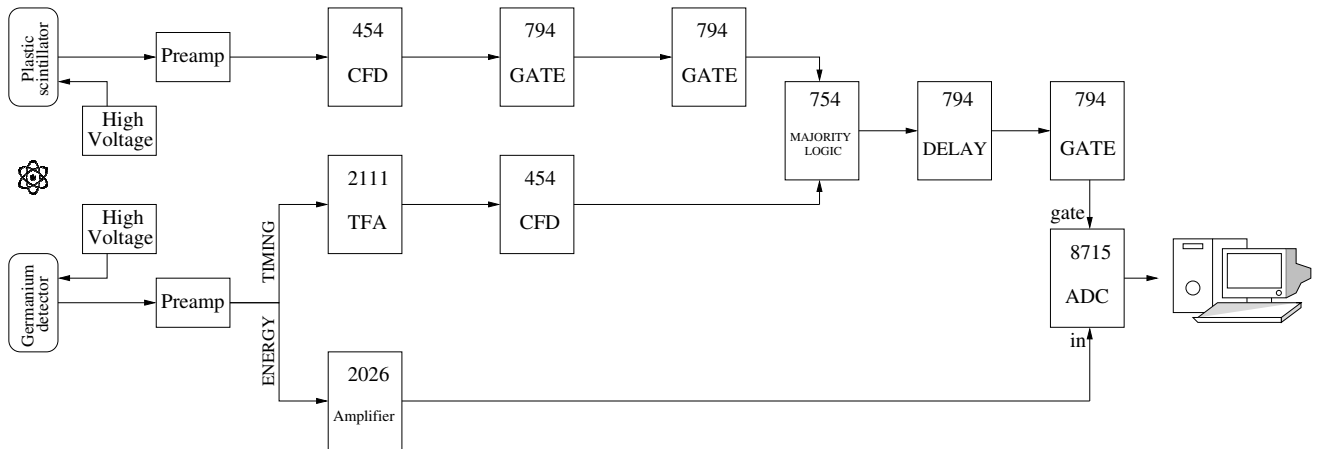 Plastic
scintillator
Preamp
454
CFD
794
GATE
794
GATE
High
Voltage
754
MAJORITY
LOGIC
794
DELAY
794
GATE
2111
TFA
454
CFD
High
Voltage
TIMING
gate
8715
ADC
in
Germanium
detector
Preamp
ENERGY
2026
Amplifier